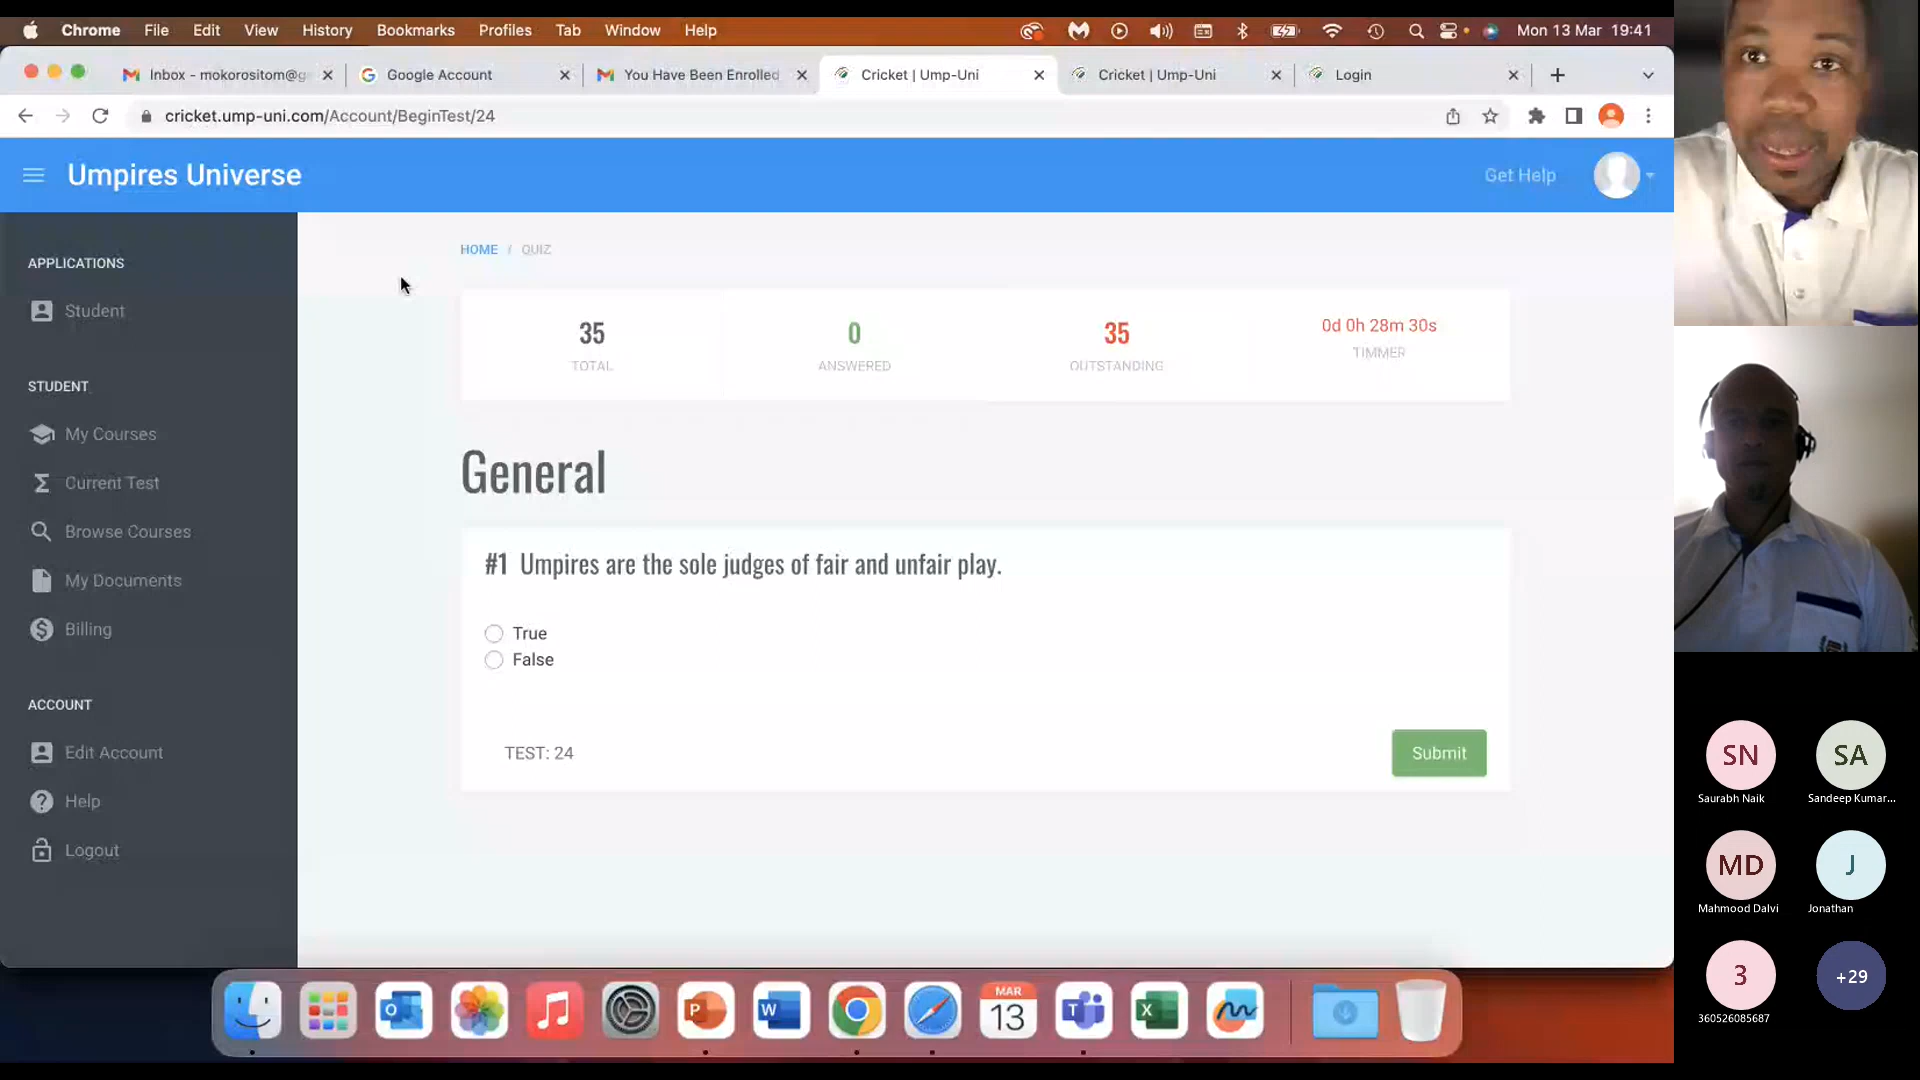 Chrome File Edit View History Bookmarks Profiles Tab Window Help Mon 13 Mar 19:41
Inbox - mokorositom@g Google Account You Have Been Enrolled Cricket | Ump-Uni Cricket | Ump-Uni Login
cricket.ump-uni.com/Account/BeginTest/24
Umpires Universe Get Help
APPLICATIONS
Student
STUDENT
My Courses
Current Test
Browse Courses
My Documents
Billing
ACCOUNT
Edit Account
Help
Logout
HOME / QUIZ
35 0 35 0d 0h 28m 30s
TOTAL ANSWERED OUTSTANDING TIMMER
General
#1 Umpires are the sole judges of fair and unfair play.
True
False
TEST: 24 Submit
MAR
13
SN SA
Saurabh Naik Sandeep Kumar...
MD J
Mahmood Dalvi Jonathan
3 +29
360526085687